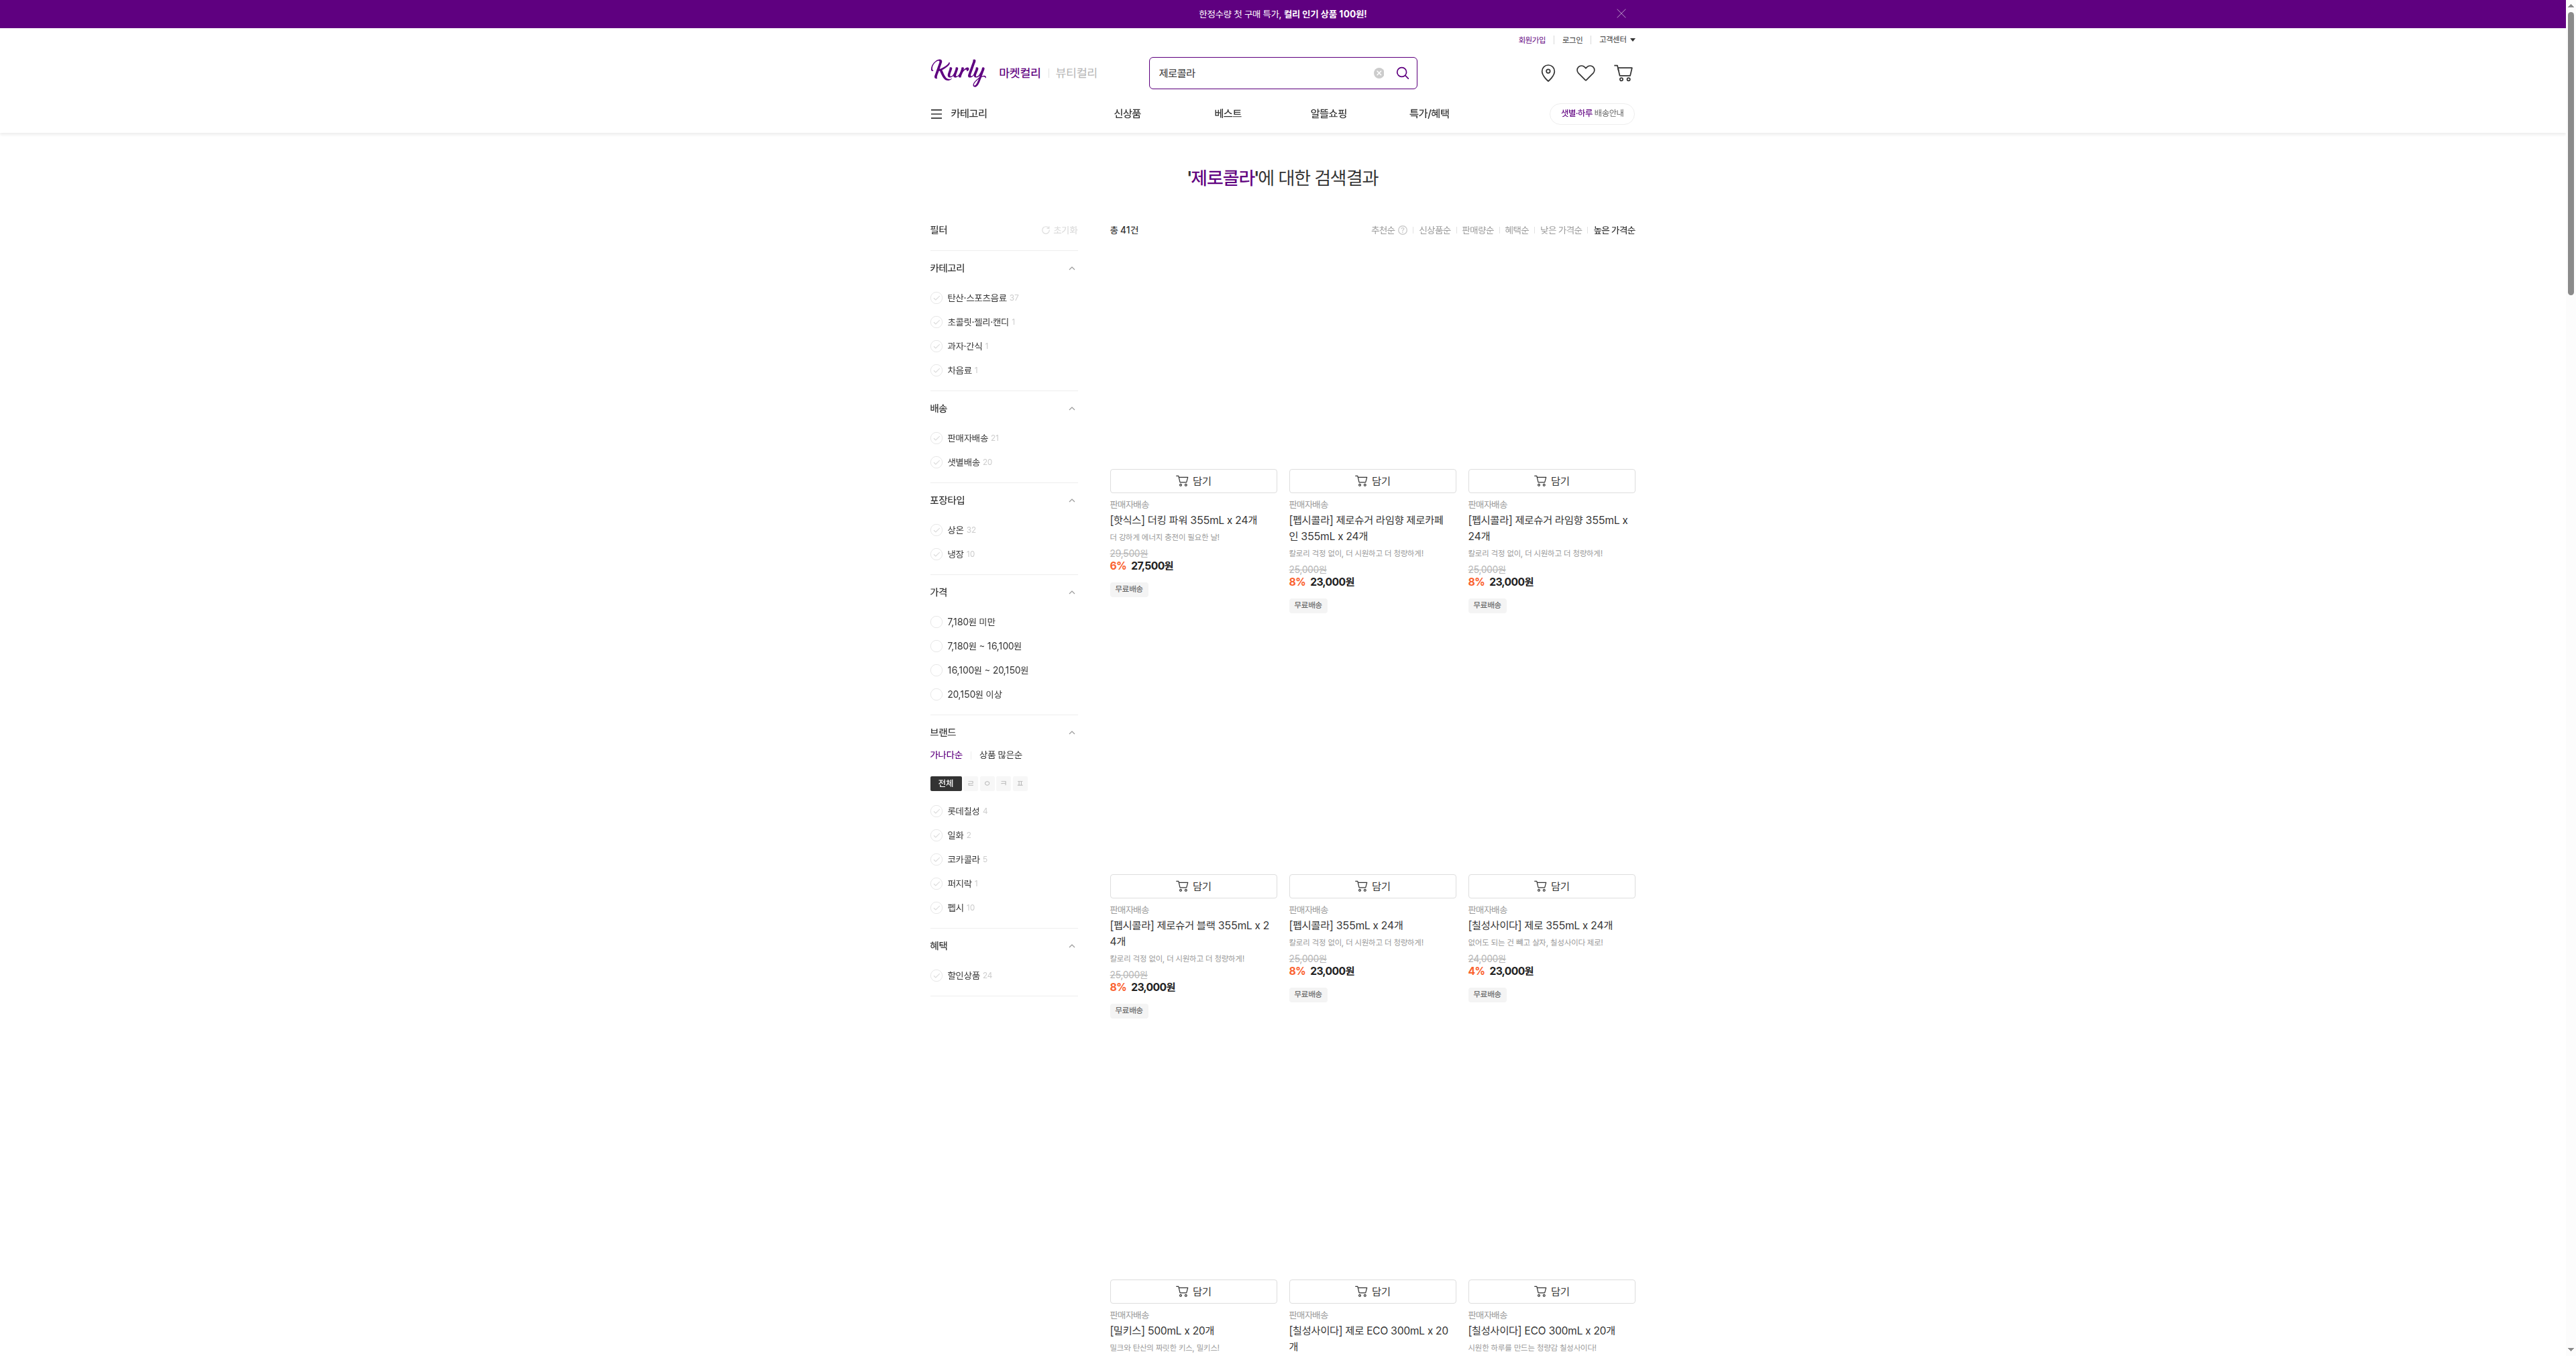 한정수량 첫 구매 특가, 컬리 인기 상품 100원!
회원가입 로그인 고객센터
Kurly 마켓컬리 뷰티컬리 제로콜라
카테고리 신상품 베스트 알뜰쇼핑 특가/혜택 샛별·하루 배송안내
'제로콜라'에 대한 검색결과
필터 초기화
총 41건 추천순 ? 신상품순 판매량순 혜택순 낮은 가격순 높은 가격순
카테고리
탄산·스포츠음료 37
초콜릿·젤리·캔디 1
과자·간식 1
차음료 1
배송
판매자배송 21
샛별배송 20
포장타입
상온 32
냉장 10
가격
7,180원 미만
7,180원 ~ 16,100원
16,100원 ~ 20,150원
20,150원 이상
브랜드
가나다순 상품 많은순
전체 ㄹ ㅇ ㅋ ㅍ
롯데칠성 4
일화 2
코카콜라 5
퍼지락 1
펩시 10
혜택
할인상품 24
담기
판매자배송
[핫식스] 더킹 파워 355mL x 24개
더 강하게 에너지 충전이 필요한 날!
29,500원
6% 27,500원
무료배송
담기
판매자배송
[펩시콜라] 제로슈거 라임향 제로카페
인 355mL x 24개
칼로리 걱정 없이, 더 시원하고 더 청량하게!
25,000원
8% 23,000원
무료배송
담기
판매자배송
[펩시콜라] 제로슈거 라임향 355mL x
24개
칼로리 걱정 없이, 더 시원하고 더 청량하게!
25,000원
8% 23,000원
무료배송
담기
판매자배송
[펩시콜라] 제로슈거 블랙 355mL x 2
4개
칼로리 걱정 없이, 더 시원하고 더 청량하게!
25,000원
8% 23,000원
무료배송
담기
판매자배송
[펩시콜라] 355mL x 24개
칼로리 걱정 없이, 더 시원하고 더 청량하게!
25,000원
8% 23,000원
무료배송
담기
판매자배송
[칠성사이다] 제로 355mL x 24개
없어도 되는 건 빼고 살자, 칠성사이다 제로!
24,000원
4% 23,000원
무료배송
담기
판매자배송
[밀키스] 500mL x 20개
밀크와 탄산의 짜릿한 키스, 밀키스!
담기
판매자배송
[칠성사이다] 제로 ECO 300mL x 20
개
담기
판매자배송
[칠성사이다] ECO 300mL x 20개
시원한 하루를 만드는 청량감 칠성사이다!